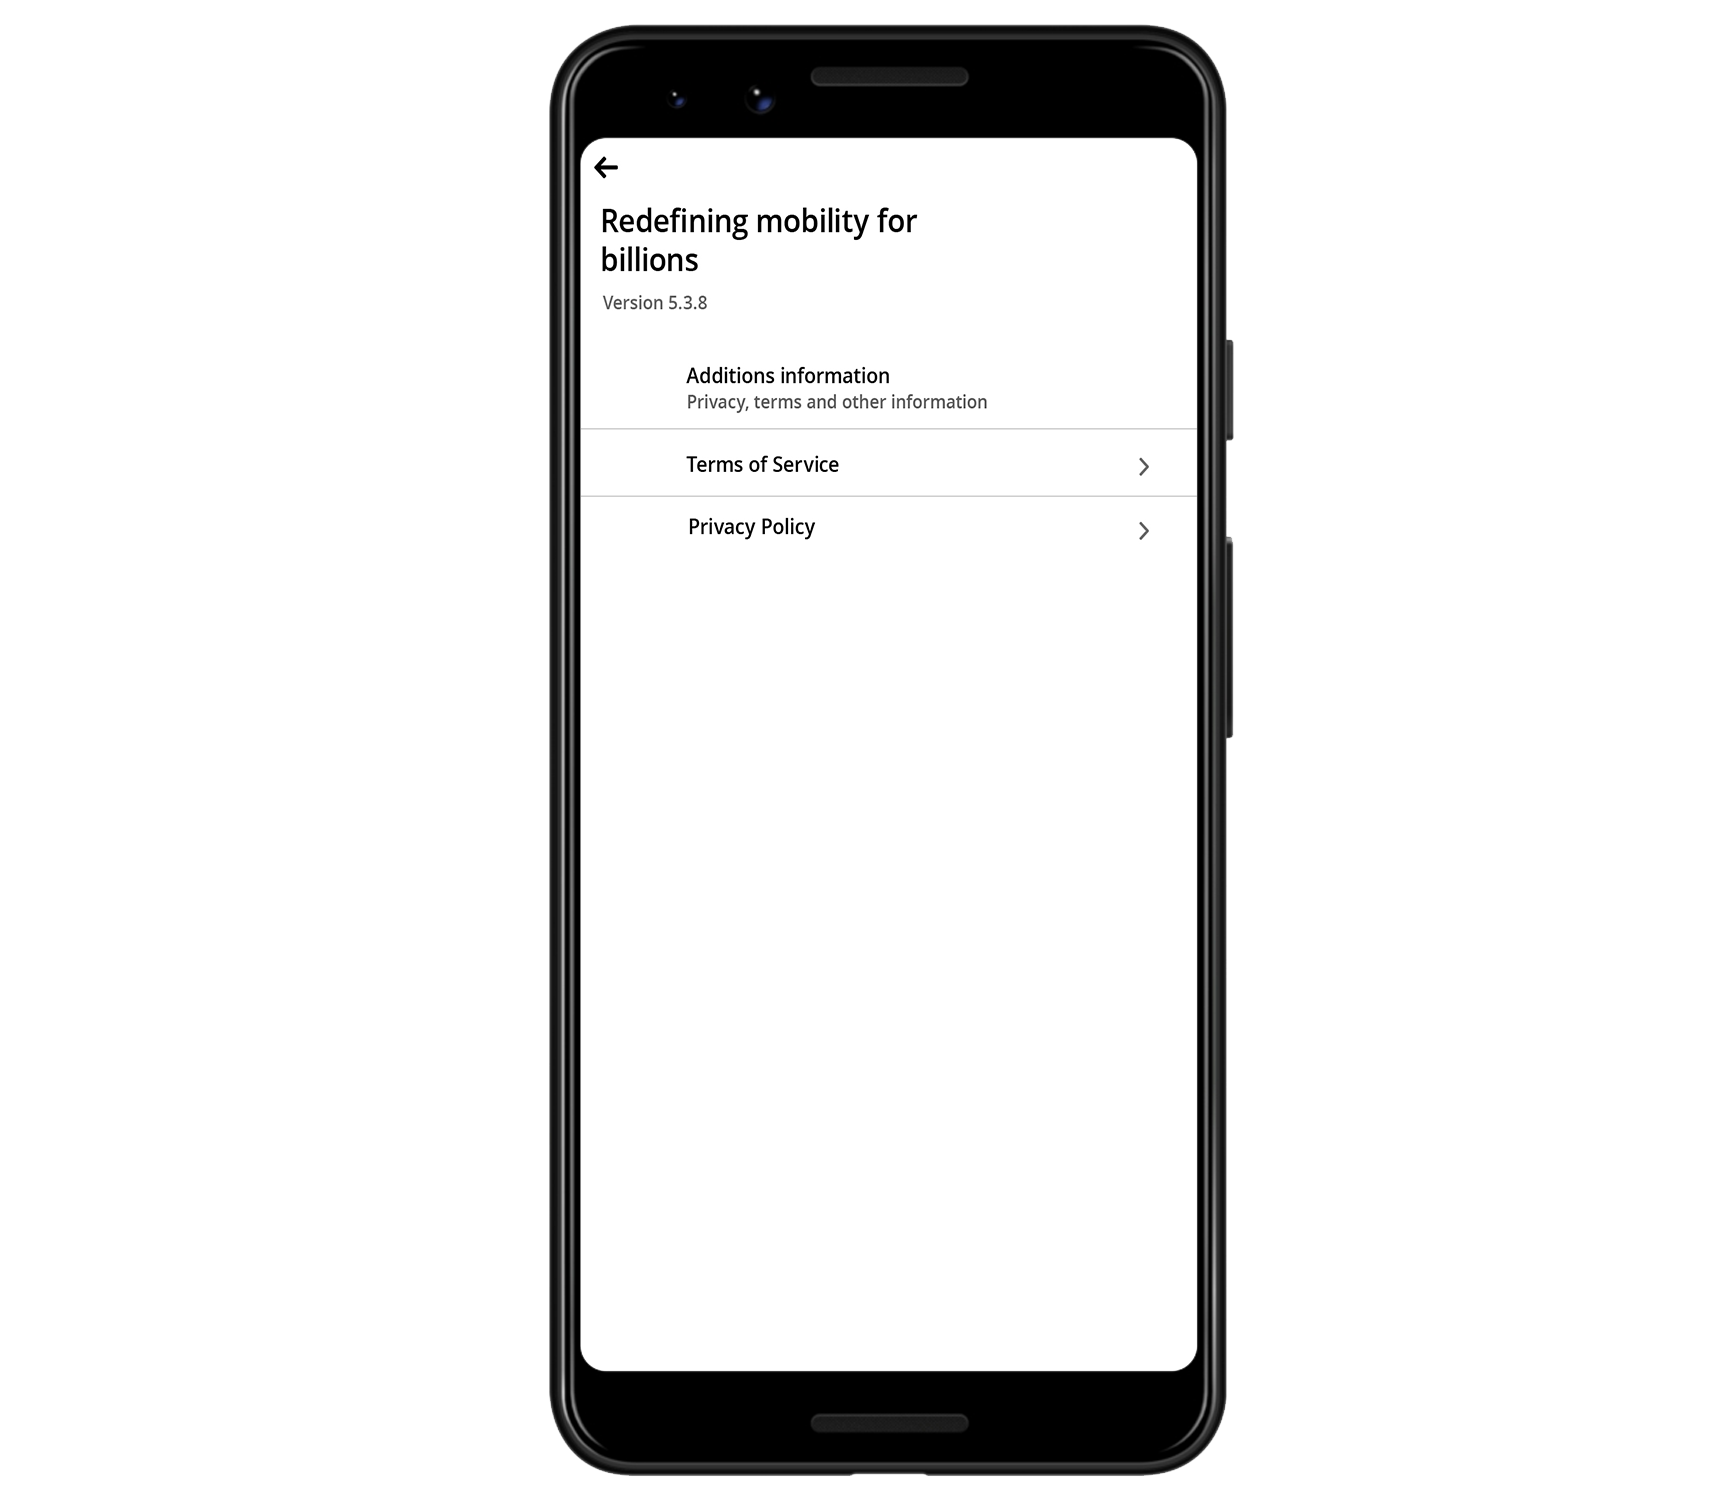 Redefining mobility for
billions
Version 5.3.8
Additions information
Privacy, terms and other information
Terms of Service
Privacy Policy